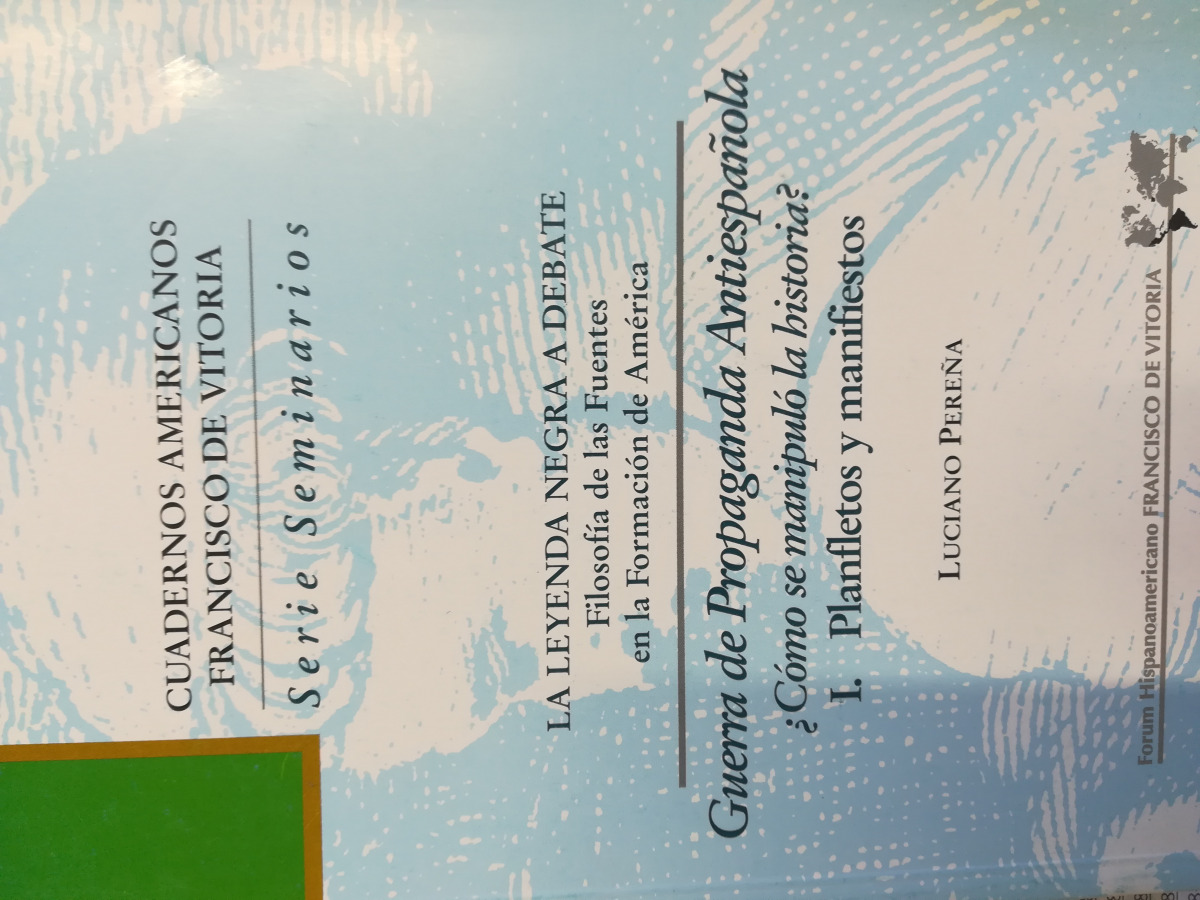 CUADERNOS AMERICANOS
FRANCISCO DE VITORIA
Serie Seminarios
LA LEYENDA NEGRA A DEBATE
Filosofía de las Fuentes
en la Formación de América
Guerra de Propaganda Antiespañola
¿Cómo se manipuló la historia?
I. Planfletos y manifiestos
LUCIANO PEREÑA
Forum Hispanoamericano FRANCISCO DE VITORIA